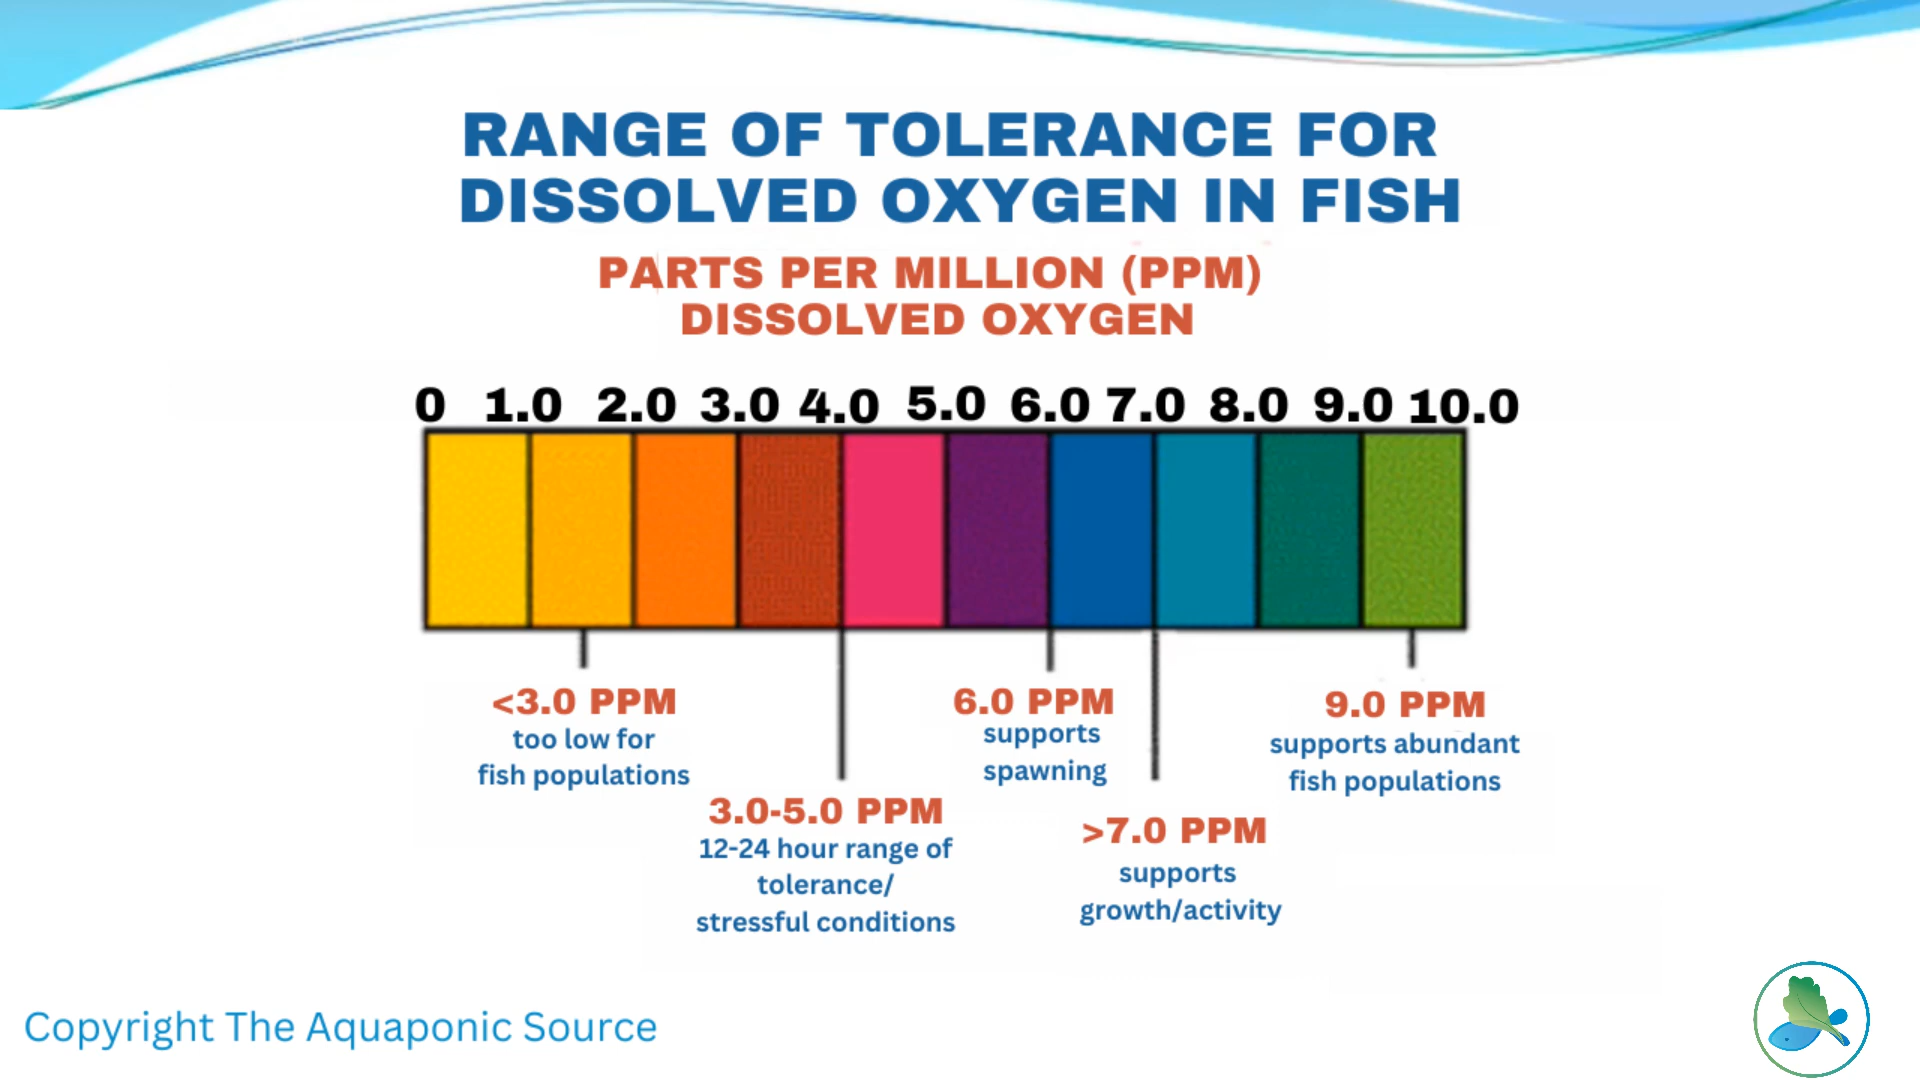 RANGE OF TOLERANCE FOR
DISSOLVED OXYGEN IN FISH
PARTS PER MILLION (PPM)
DISSOLVED OXYGEN
0 1.0 2.0 3.0 4.0 5.0 6.0 7.0 8.0 9.0 10.0
<3.0 PPM
too low for
fish populations
3.0-5.0 PPM
12-24 hour range of
tolerance/
stressful conditions
6.0 PPM
supports
spawning
>7.0 PPM
supports
growth/activity
9.0 PPM
supports abundant
fish populations
Copyright The Aquaponic Source